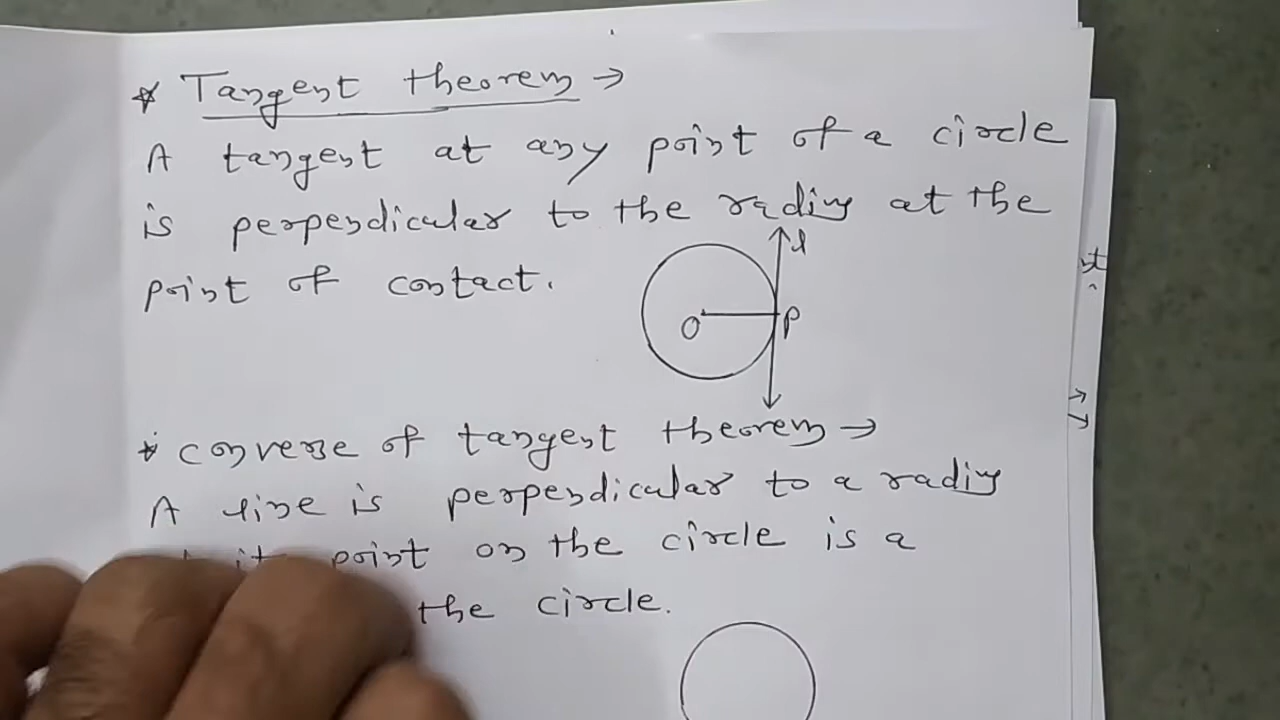 * Tangent theorem →
A tangent at any point of a circle
is perpendicular to the radius at the
point of contact.
l
O P
* converse of tangent theorem →
A line is perpendicular to a radius
point on the circle is a
the circle.